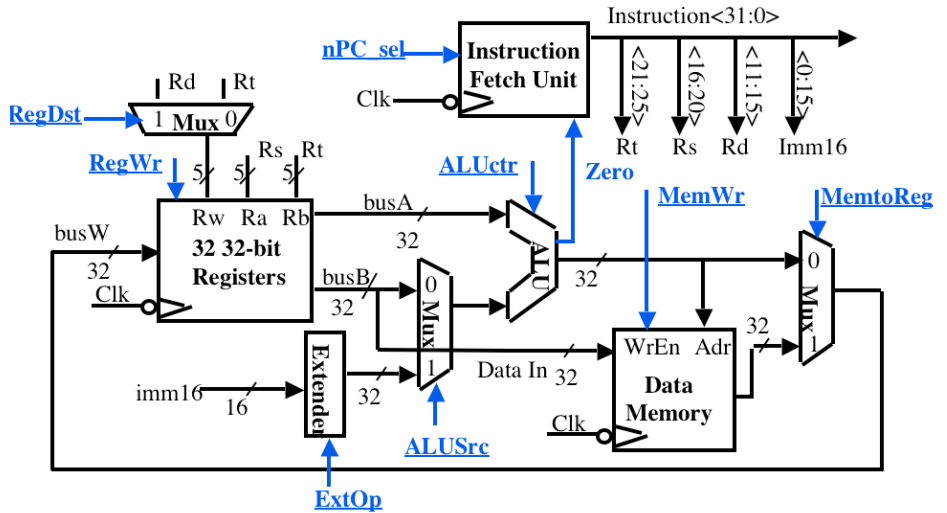 Instruction<31:0>
nPC_sel
Instruction
Fetch Unit
Clk
<21:25>
<16:20>
<11:15>
<0:15>
Rt
Rs
Rd
Imm16
Rd
Rt
RegDst
1
Mux
0
RegWr
5
5
5
Rs
Rt
ALUctr
Zero
MemWr
MemtoReg
Rw
Ra
Rb
busA
32
busW
32
32 32-bit
Registers
Clk
busB
32
0
Mux
1
ALU
32
0
Mux
1
32
WrEn
Adr
Data In
32
Data
Memory
Clk
imm16
16
Extender
32
ALUSrc
ExtOp